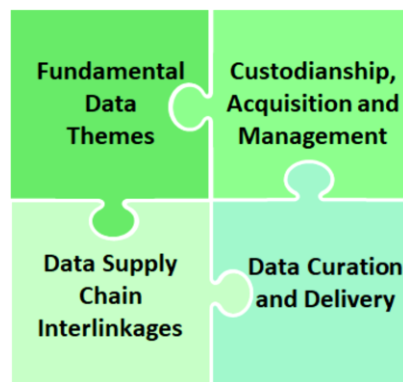 Fundamental
Data
Themes
Custodianship,
Acquisition and
Management
Data Supply
Chain
Interlinkages
Data Curation
and Delivery